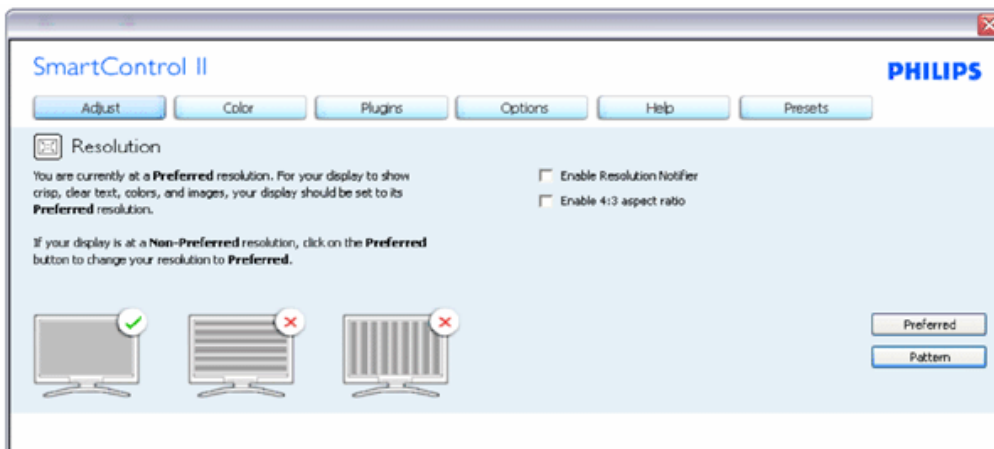 SmartControl II
PHILIPS
Adjust
Color
Plugins
Options
Help
Presets
Resolution
You are currently at a Preferred resolution. For your display to show
crisp, clear text, colors, and images, your display should be set to its
Preferred resolution.
If your display is at a Non-Preferred resolution, click on the Preferred
button to change your resolution to Preferred.
Enable Resolution Notifier
Enable 4:3 aspect ratio
Preferred
Pattern